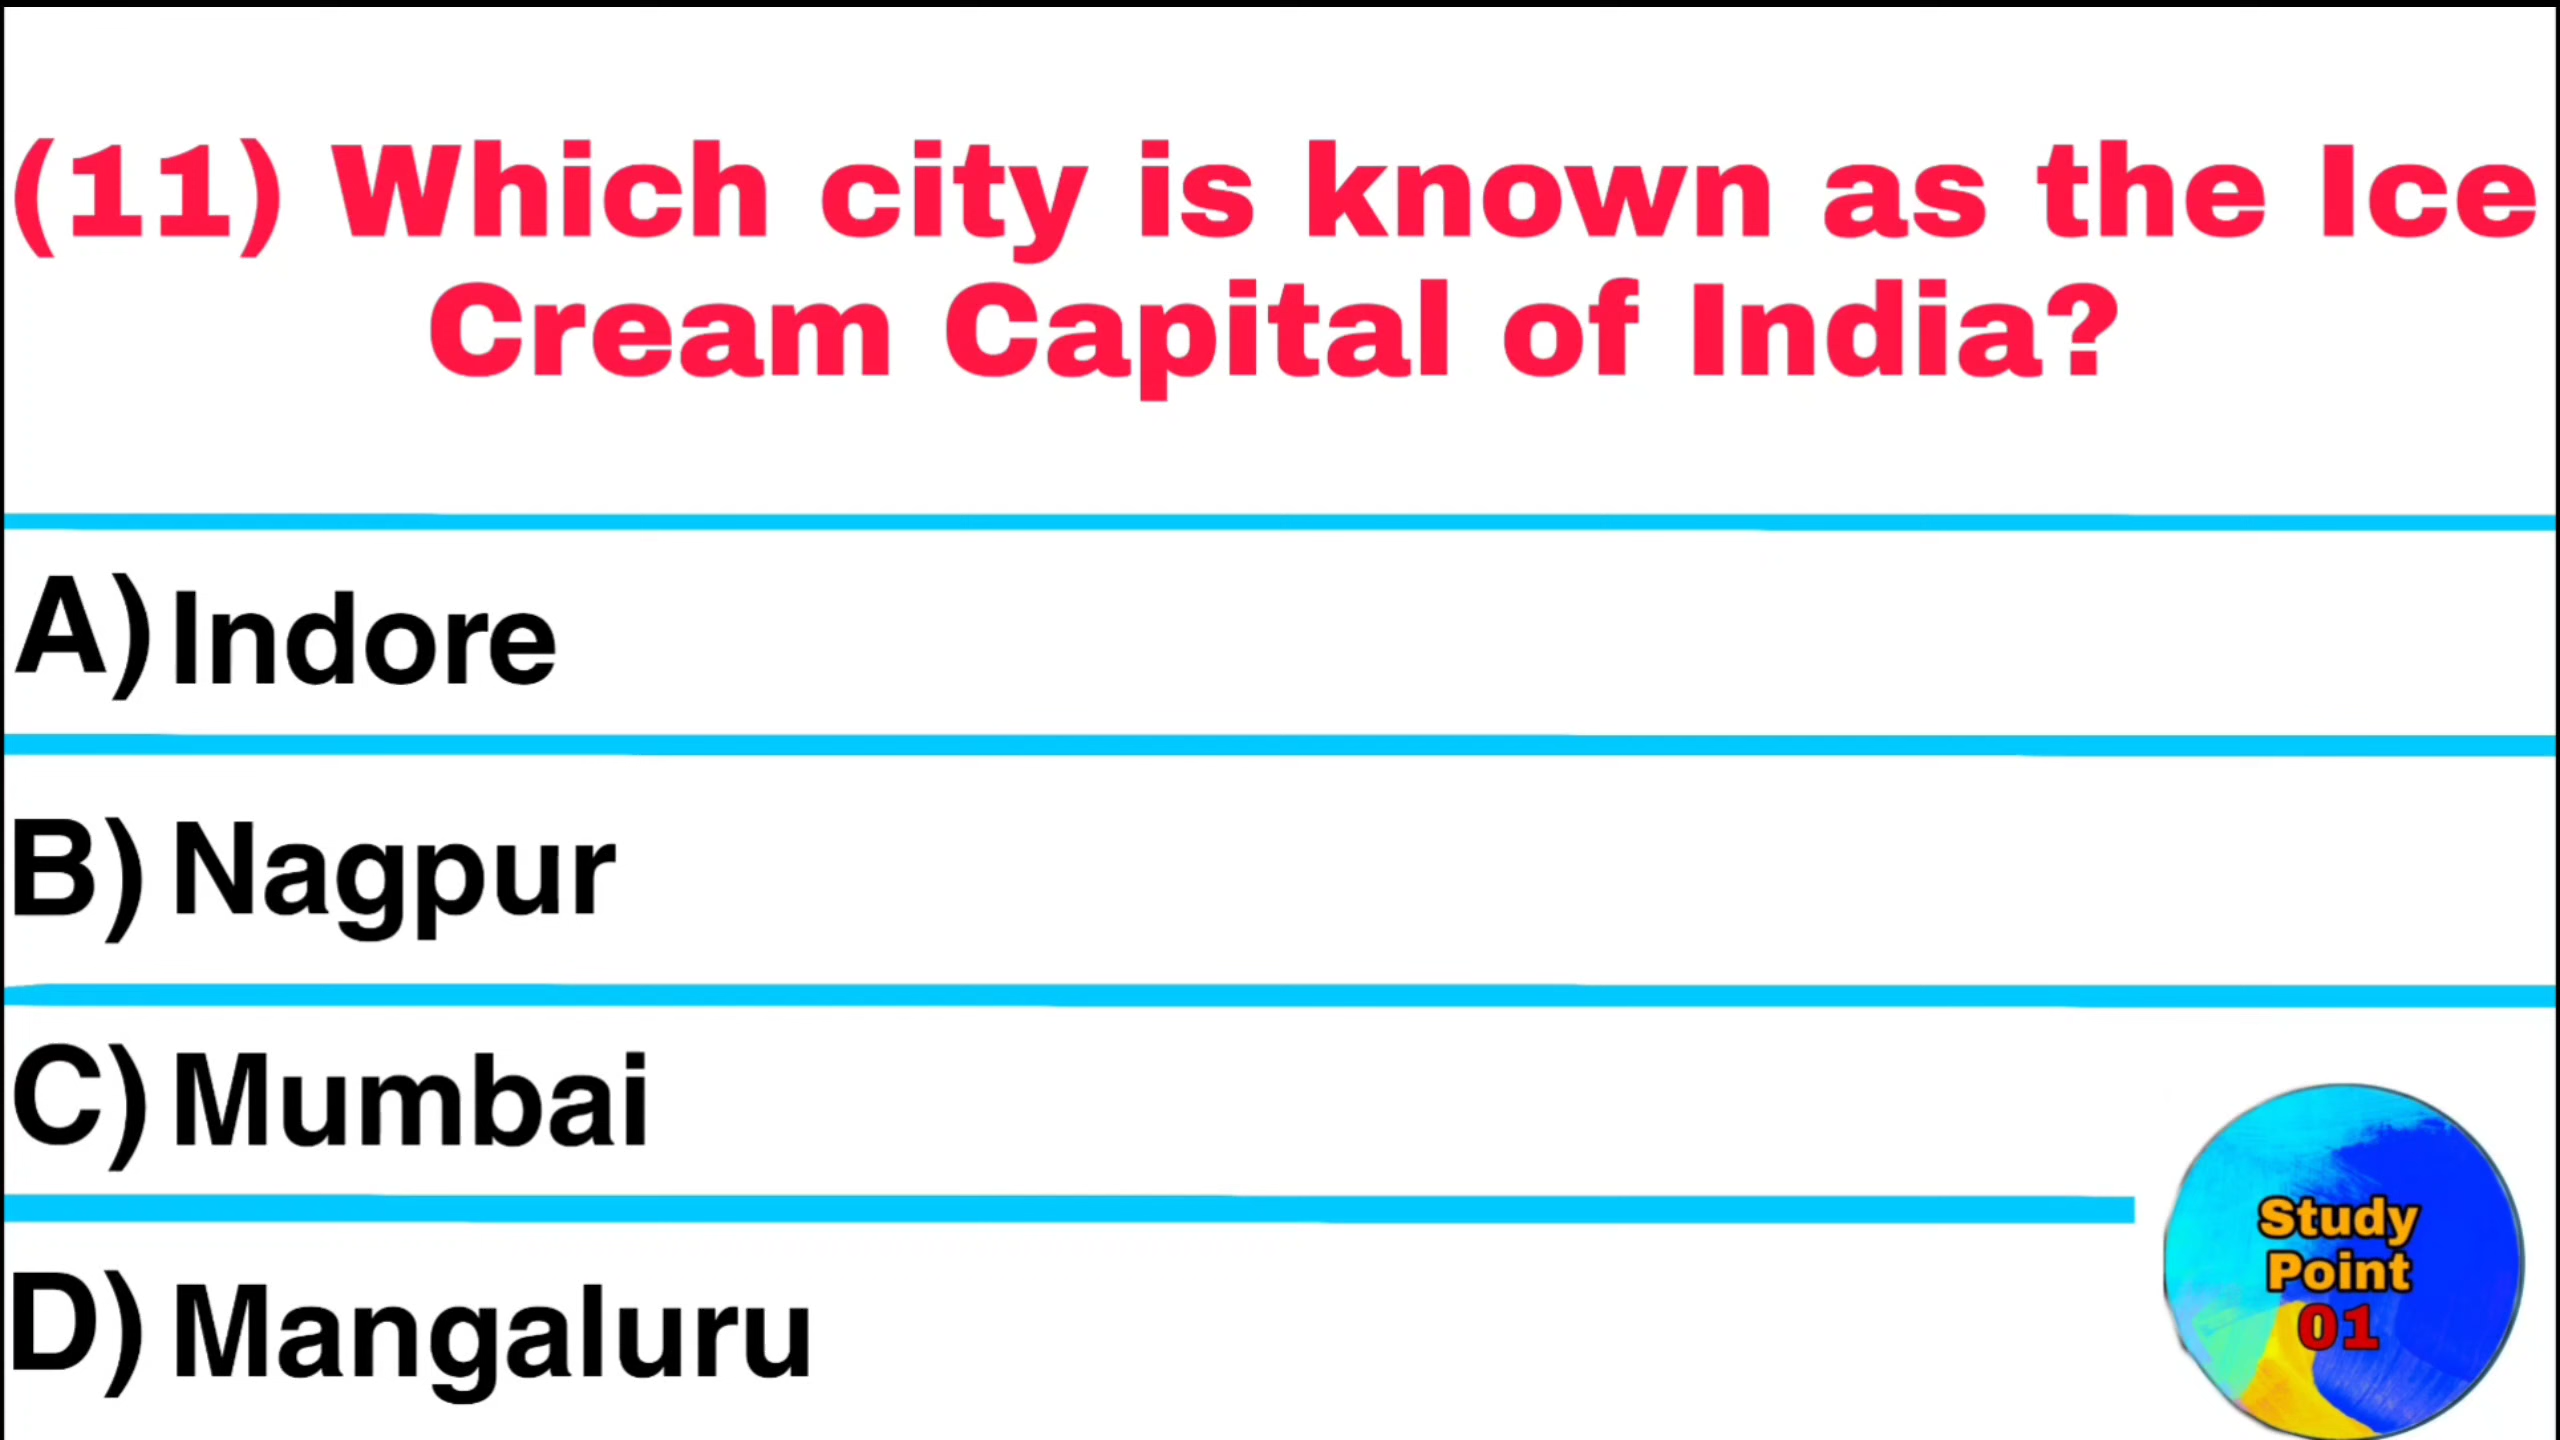 (11) Which city is known as the Ice
Cream Capital of India?
A) Indore
B) Nagpur
C) Mumbai
D) Mangaluru
Study
Point
01